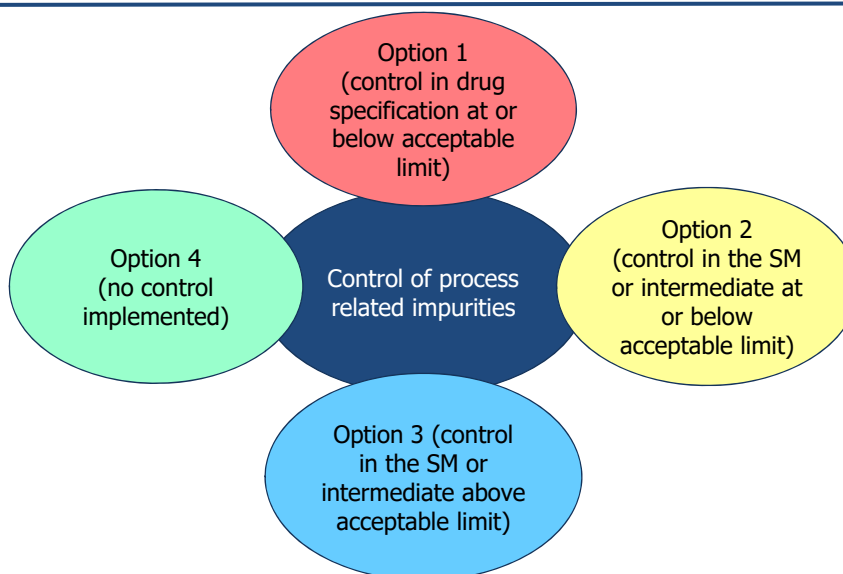 Option 1
(control in drug
specification at or
below acceptable
limit)
Option 4
(no control
implemented)
Control of process
related impurities
Option 2
(control in the SM
or intermediate at
or below
acceptable limit)
Option 3 (control
in the SM or
intermediate above
acceptable limit)